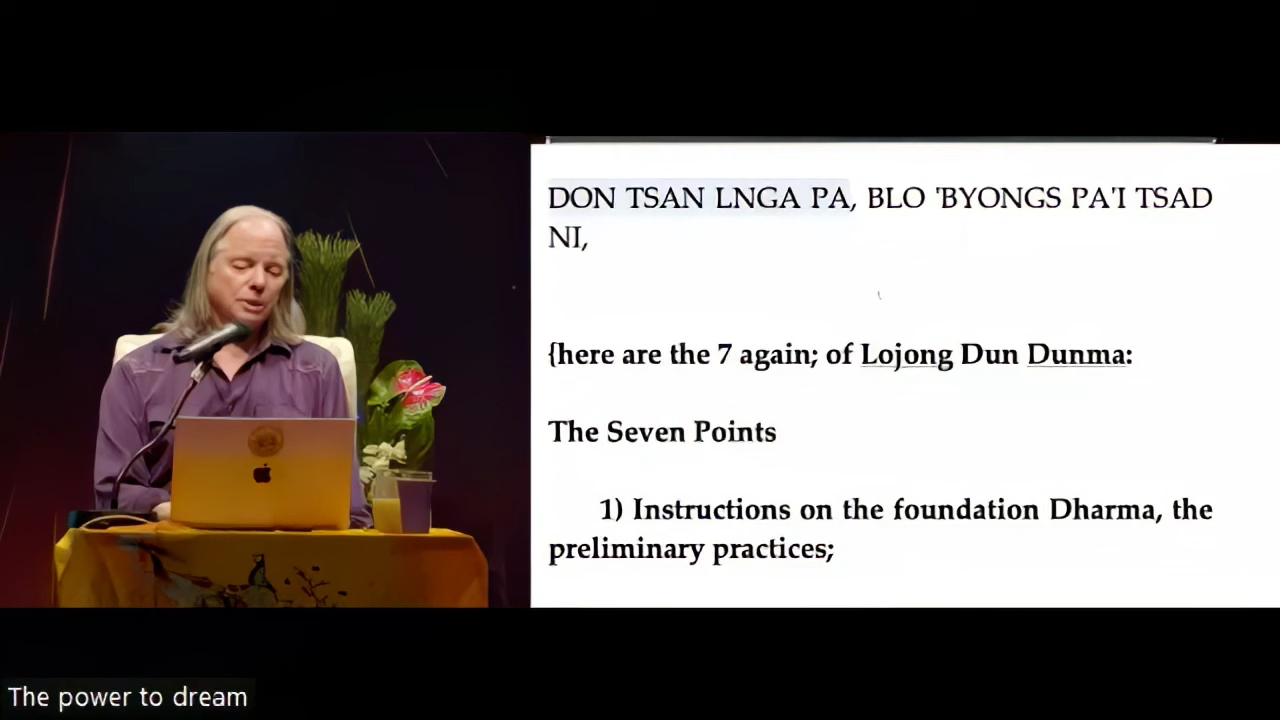 DON TSAN LNGA PA, BLO 'BYONGS PA'I TSAD
NI,
{here are the 7 again; of Lojong Dun Dunma:
The Seven Points
1) Instructions on the foundation Dharma, the
preliminary practices;
The power to dream